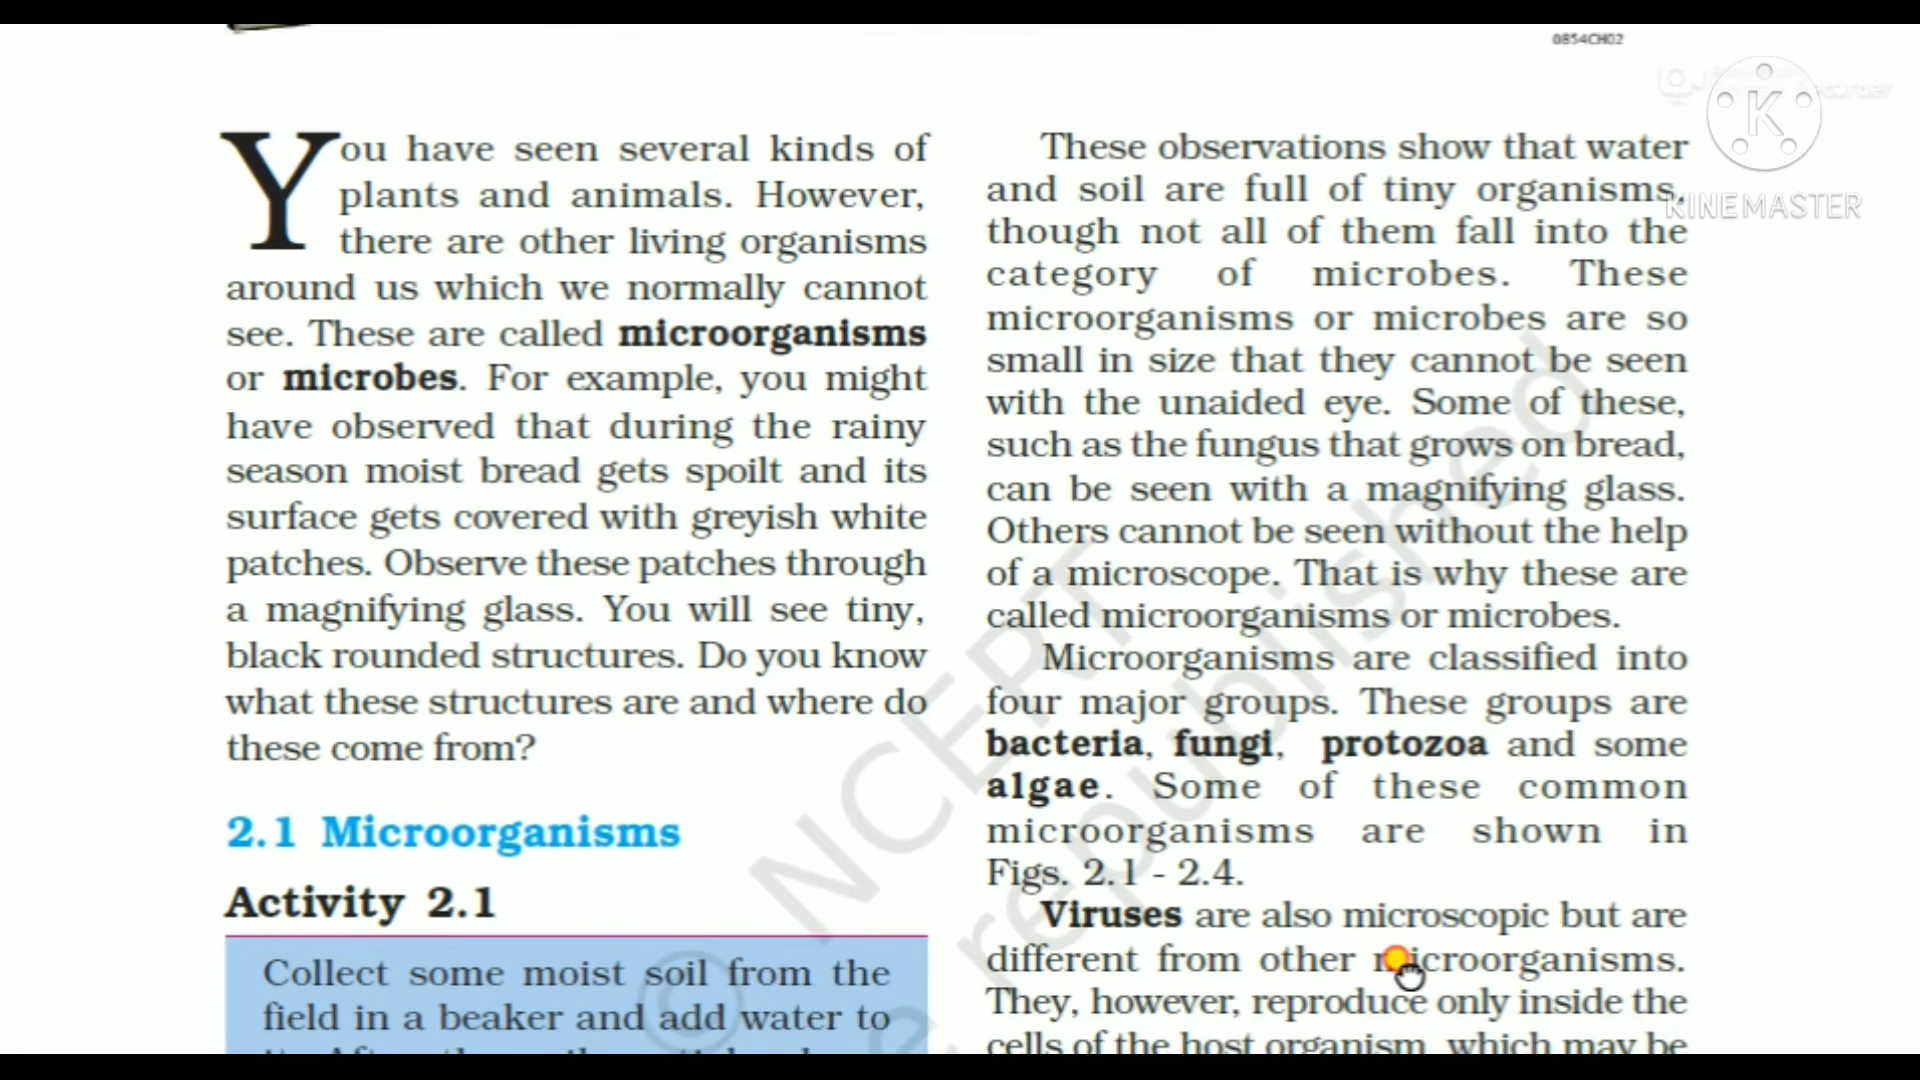 0854CH02
KINEMASTER
You have seen several kinds of
plants and animals. However,
there are other living organisms
around us which we normally cannot
see. These are called microorganisms
or microbes. For example, you might
have observed that during the rainy
season moist bread gets spoilt and its
surface gets covered with greyish white
patches. Observe these patches through
a magnifying glass. You will see tiny,
black rounded structures. Do you know
what these structures are and where do
these come from?
2.1 Microorganisms
Activity 2.1
Collect some moist soil from the
field in a beaker and add water to
These observations show that water
and soil are full of tiny organisms,
though not all of them fall into the
category of microbes. These
microorganisms or microbes are so
small in size that they cannot be seen
with the unaided eye. Some of these,
such as the fungus that grows on bread,
can be seen with a magnifying glass.
Others cannot be seen without the help
of a microscope. That is why these are
called microorganisms or microbes.
Microorganisms are classified into
four major groups. These groups are
bacteria, fungi, protozoa and some
algae. Some of these common
microorganisms are shown in
Figs. 2.1 - 2.4.
Viruses are also microscopic but are
different from other microorganisms.
They, however, reproduce only inside the
cells of the host organism, which may be
© NCERT
republished